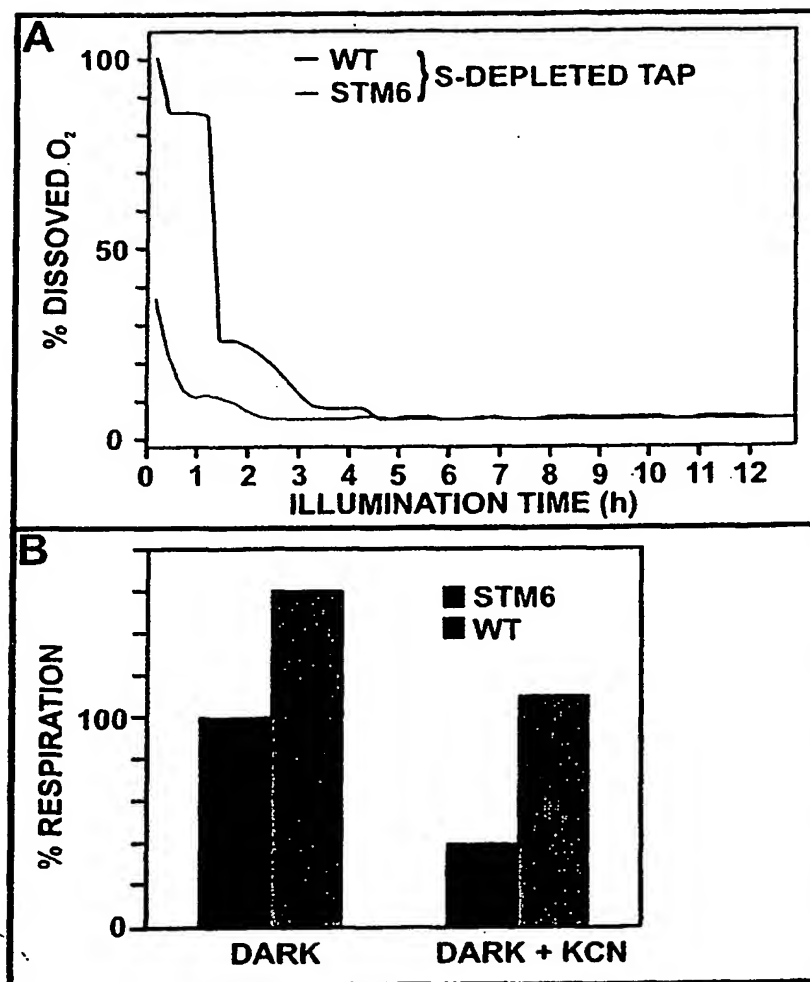 A
100
50
0
% DISSOVED.O₂
WT
STM6
} S-DEPLETED TAP
0 1 2 3 4 5 6 7 8 9 10 11 12
ILLUMINATION TIME (h)
B
% RESPIRATION
100
0
STM6
WT
DARK DARK + KCN